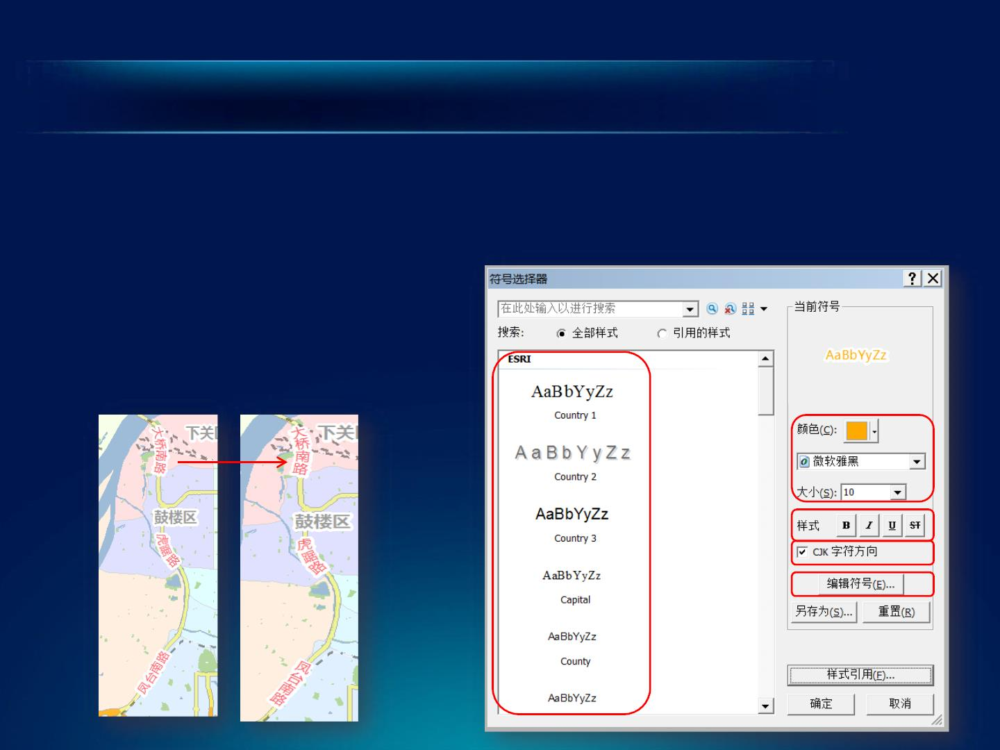 符号选择器
在此处输入以进行搜索
搜索: 全部样式 引用的样式
ESRI
AaBbYyZz
Country 1
AaBbYyZz
Country 2
AaBbYyZz
Country 3
AaBbYyZz
Capital
AaBbYyZz
County
AaBbYyZz
当前符号
AaBbYyZz
颜色(C):
微软雅黑
大小(S): 10
样式 B I U ST
CJK 字符方向
编辑符号(E)...
另存为(S)... 重置(R)
样式引用(F)...
确定 取消
大桥南路
下关
鼓楼区
虎踞路
凤台南路
大桥南路
下关
鼓楼区
虎踞路
凤台南路